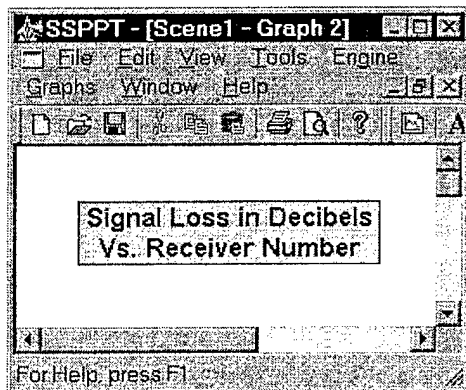 SSPPT - [Scene1 - Graph 2]
File Edit View Tools Engine
Graphs Window Help
A
Signal Loss in Decibels
Vs. Receiver Number
For Help, press F1